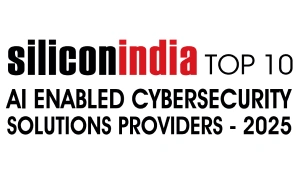 siliconindia TOP 10
AI ENABLED CYBERSECURITY
SOLUTIONS PROVIDERS - 2025